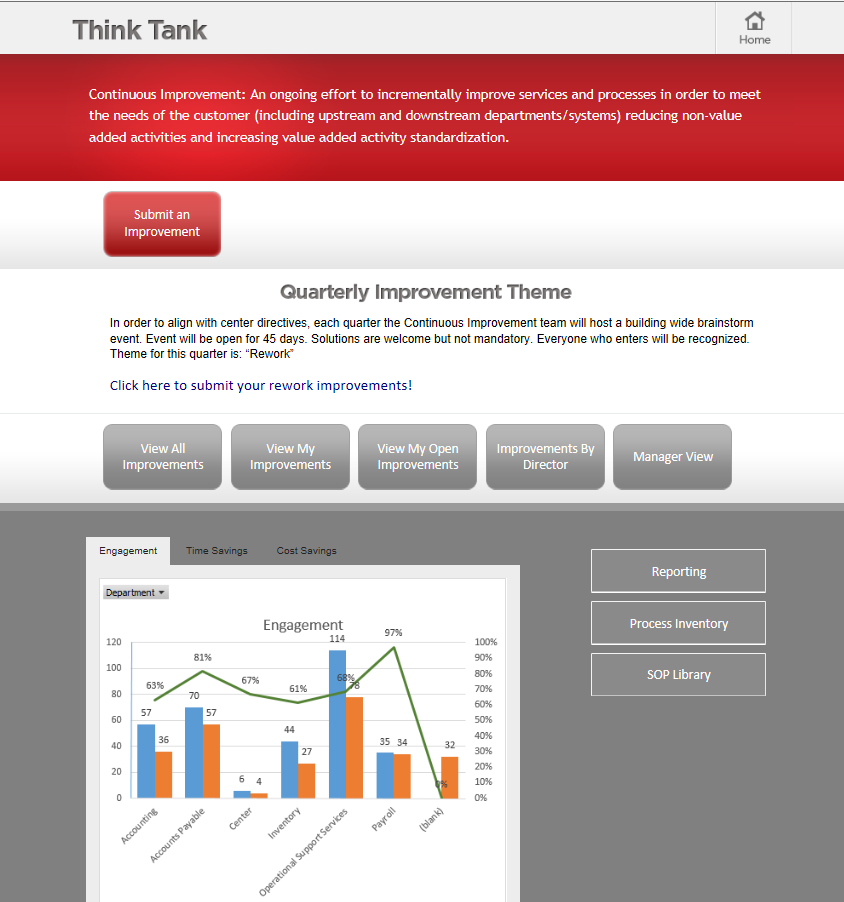 Think Tank
Home
Continuous Improvement: An ongoing effort to incrementally improve services and processes in order to meet
the needs of the customer (including upstream and downstream departments/systems) reducing non-value
added activities and increasing value added activity standardization.
Submit an
Improvement
Quarterly Improvement Theme
In order to align with center directives, each quarter the Continuous Improvement team will host a building wide brainstorm
event. Event will be open for 45 days. Solutions are welcome but not mandatory. Everyone who enters will be recognized.
Theme for this quarter is: “Rework”
Click here to submit your rework improvements!
View All
Improvements
View My
Improvements
View My Open
Improvements
Improvements By
Director
Manager View
Engagement
Time Savings
Cost Savings
Department
Engagement
120
100
80
60
40
20
0
100%
90%
80%
70%
60%
50%
40%
30%
20%
10%
0%
63%
81%
67%
61%
68%
97%
0%
57
36
70
57
6
4
44
27
114
78
35
34
32
Accounting
Accounts Payable
Center
Inventory
Operational Support Services
Payroll
(blank)
Reporting
Process Inventory
SOP Library